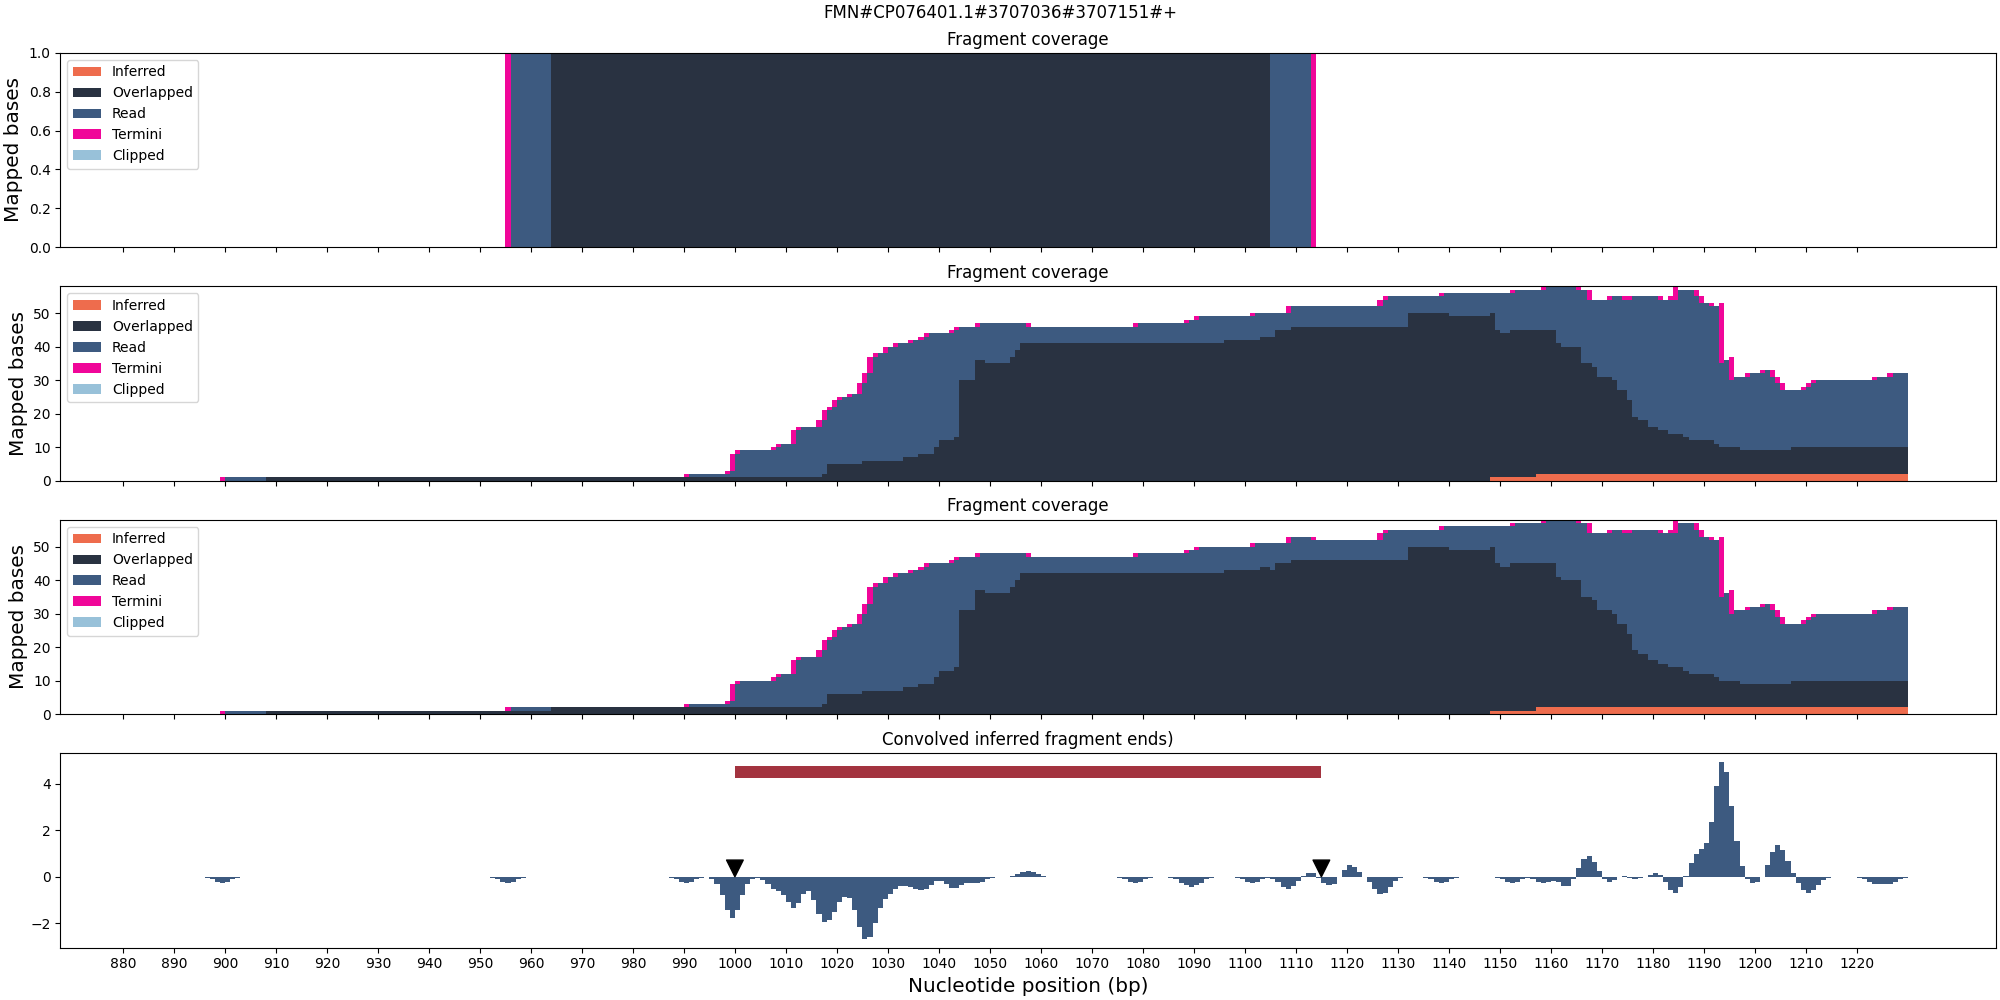 FMN#CP076401.1#3707036#3707151#+
Fragment coverage
Mapped bases
1.0
0.8
0.6
0.4
0.2
0.0
Inferred
Overlapped
Read
Termini
Clipped
Fragment coverage
Mapped bases
50
40
30
20
10
0
Inferred
Overlapped
Read
Termini
Clipped
Fragment coverage
Mapped bases
50
40
30
20
10
0
Inferred
Overlapped
Read
Termini
Clipped
Convolved inferred fragment ends)
4
2
0
−2
880 890 900 910 920 930 940 950 960 970 980 990 1000 1010 1020 1030 1040 1050 1060 1070 1080 1090 1100 1110 1120 1130 1140 1150 1160 1170 1180 1190 1200 1210 1220
Nucleotide position (bp)